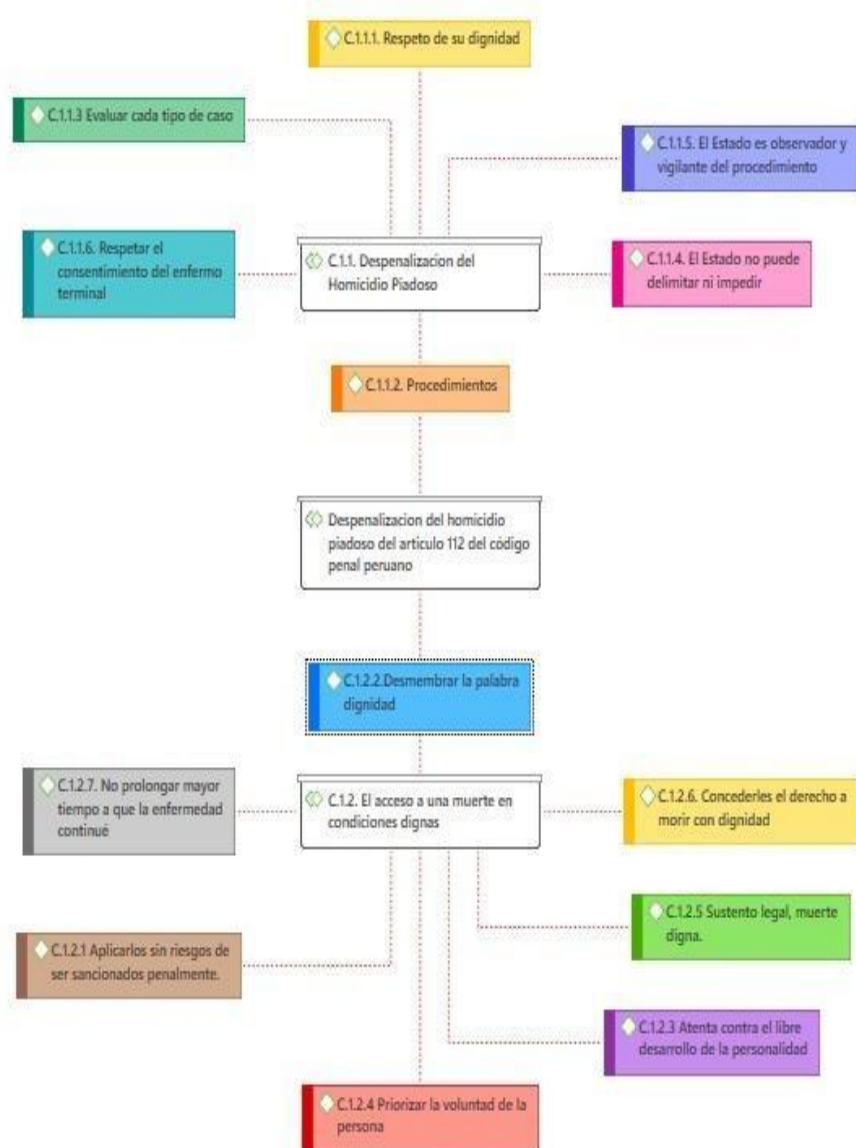 C.1.1.1. Respeto de su dignidad
C.1.1.3 Evaluar cada tipo de caso
C.1.1.5. El Estado es observador y
vigilante del procedimiento
C.1.1.6. Respetar el
consentimiento del enfermo
terminal
C.1.1. Despenalizacion del
Homicidio Piadoso
C.1.1.4. El Estado no puede
delimitar ni impedir
C.1.1.2. Procedimientos
Despenalizacion del homicidio
piadoso del articulo 112 del código
penal peruano
C.1.2.2.Desmembrar la palabra
dignidad
C.1.2.7. No prolongar mayor
tiempo a que la enfermedad
continué
C.1.2. El acceso a una muerte en
condiciones dignas
C.1.2.6. Concederles el derecho a
morir con dignidad
C.1.2.5 Sustento legal, muerte
digna.
C.1.2.1 Aplicarlos sin riesgos de
ser sancionados penalmente.
C.1.2.3 Atenta contra el libre
desarrollo de la personalidad
C.1.2.4 Priorizar la voluntad de la
persona